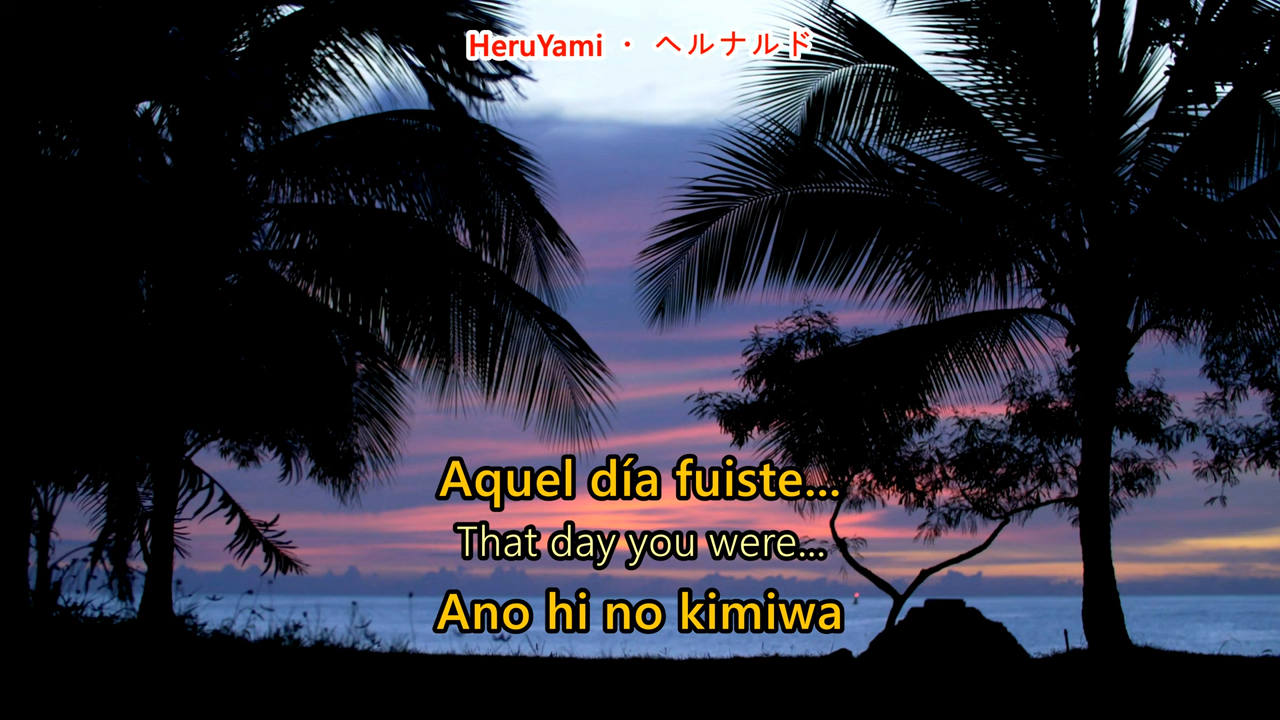 HeruYami · ヘルナルド
Aquel día fuiste...
That day you were...
Ano hi no kimiwa